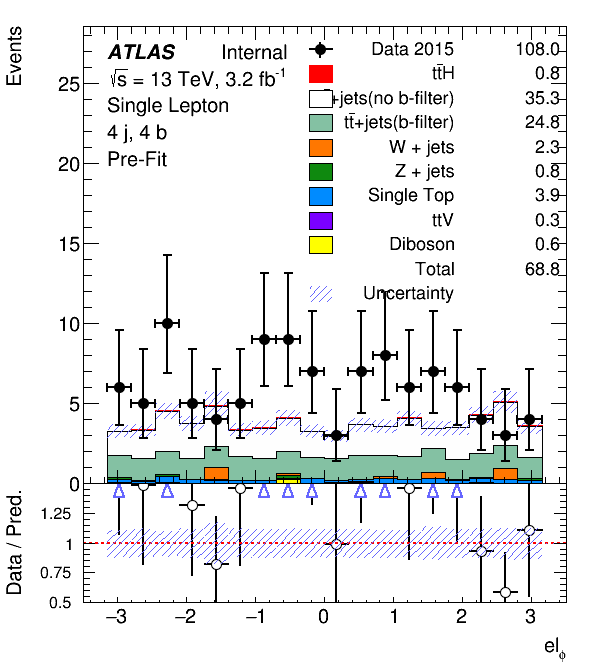 Events
ATLAS Internal
√s = 13 TeV, 3.2 fb⁻¹
Single Lepton
4 j, 4 b
Pre-Fit
Data 2015 108.0
tt̄H 0.8
+jets(no b-filter) 35.3
tt̄+jets(b-filter) 24.8
W + jets 2.3
Z + jets 0.8
Single Top 3.9
ttV 0.3
Diboson 0.6
Total 68.8
Uncertainty
25
20
15
10
5
0
Data / Pred.
1.25
1
0.75
0.5
−3 −2 −1 0 1 2 3
el_ϕ